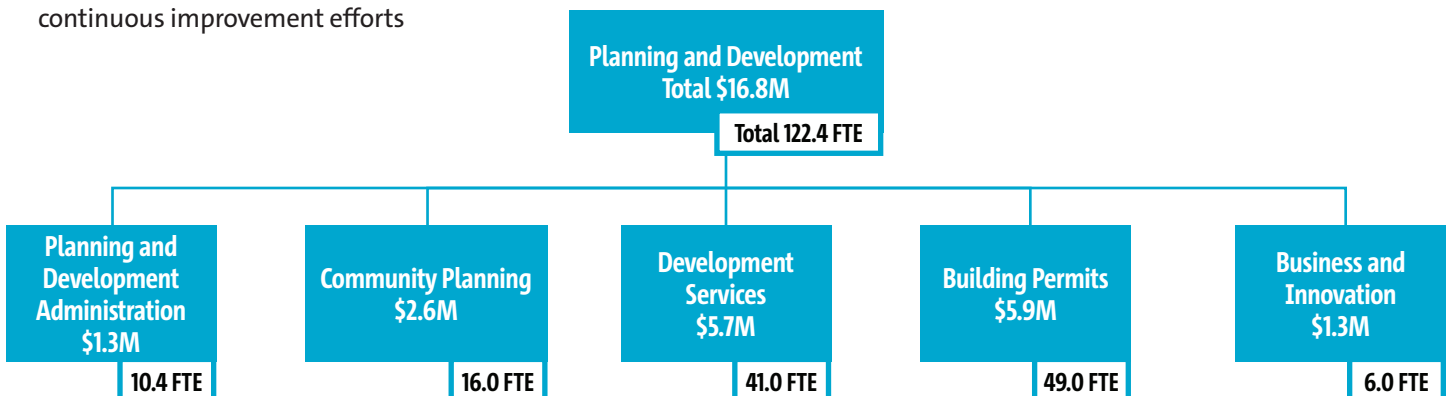 continuous improvement efforts
Planning and Development
Total $16.8M
Total 122.4 FTE
Planning and
Development
Administration
$1.3M
10.4 FTE
Community Planning
$2.6M
16.0 FTE
Development
Services
$5.7M
41.0 FTE
Building Permits
$5.9M
49.0 FTE
Business and
Innovation
$1.3M
6.0 FTE